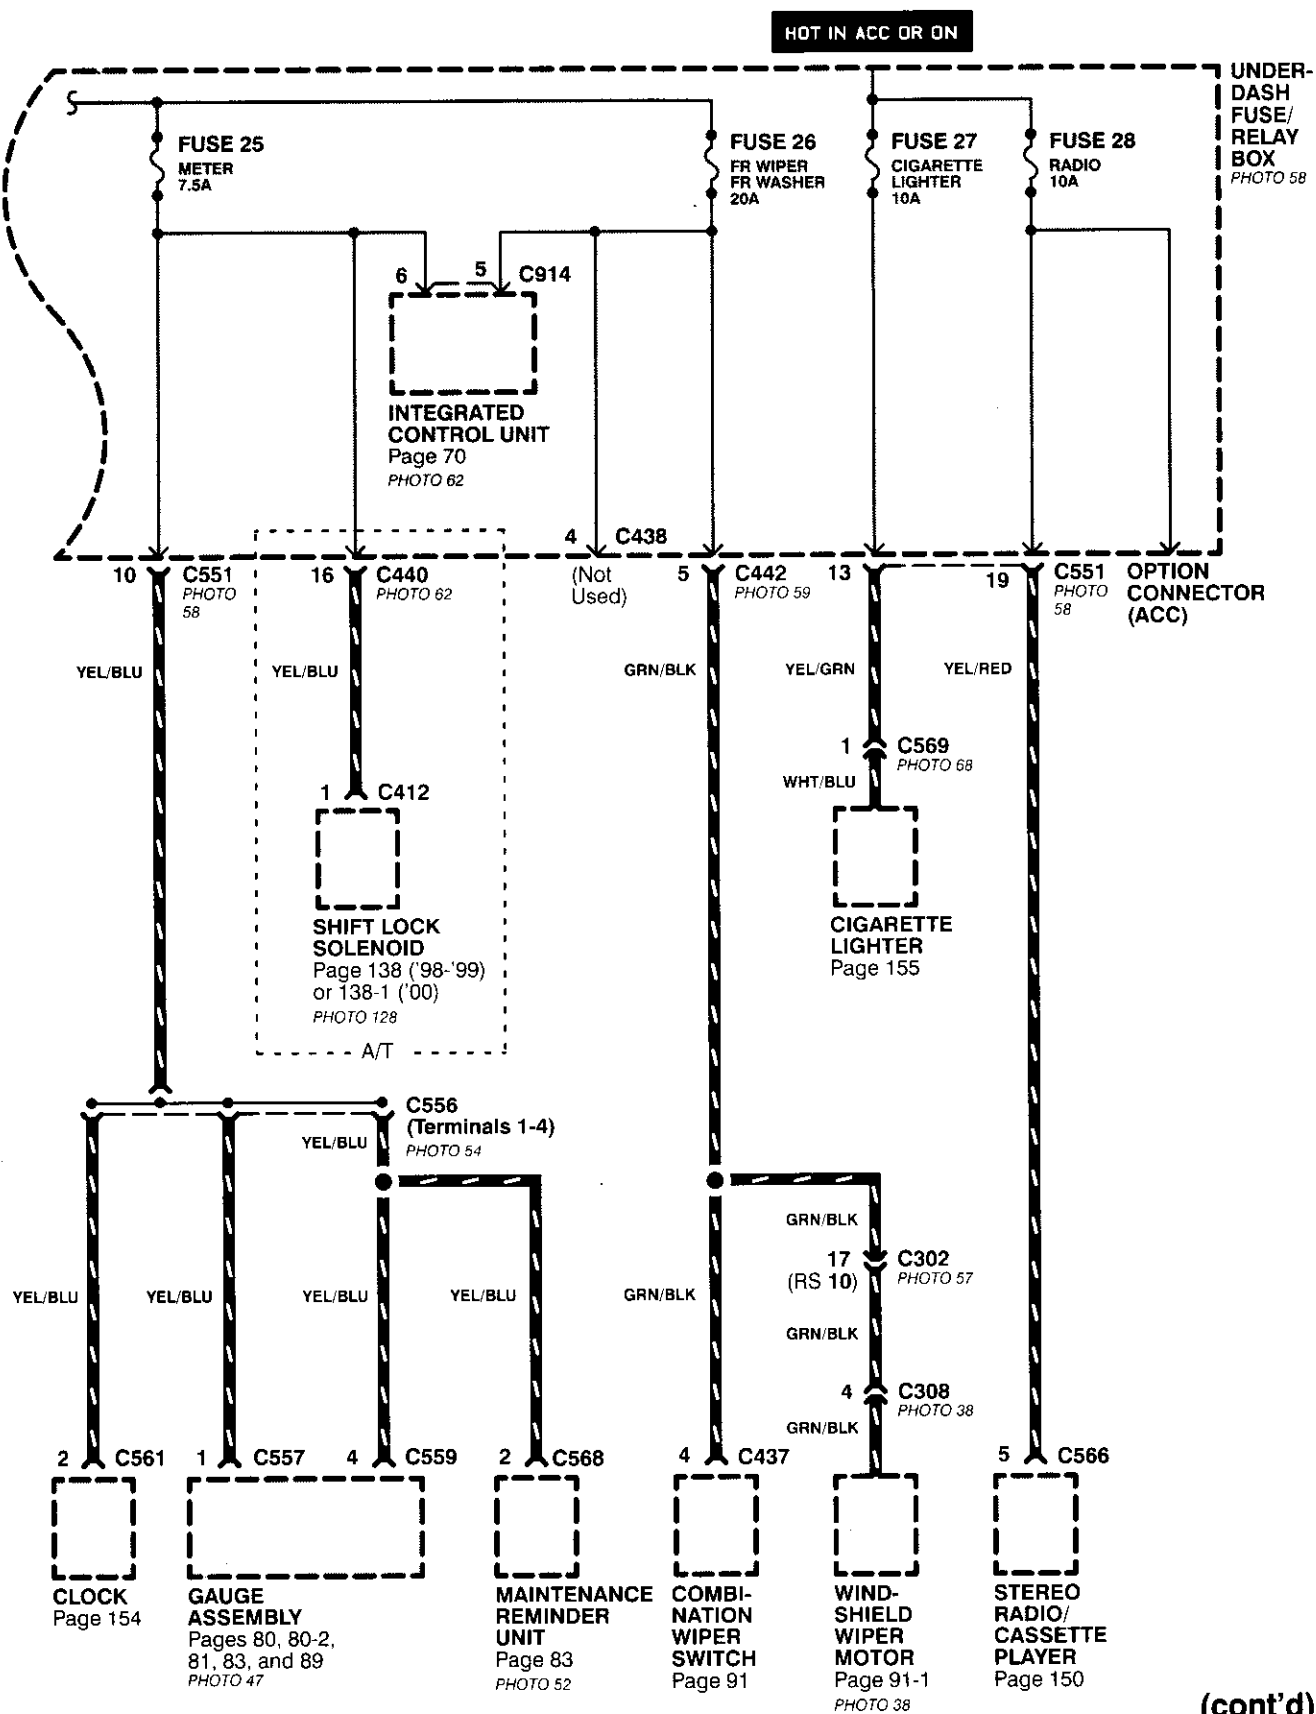 HOT IN ACC OR ON
UNDER-
DASH
FUSE/
RELAY
BOX
PHOTO 58
FUSE 25
METER
7.5A
FUSE 26
FR WIPER
FR WASHER
20A
FUSE 27
CIGARETTE
LIGHTER
10A
FUSE 28
RADIO
10A
6
5
C914
INTEGRATED
CONTROL UNIT
Page 70
PHOTO 62
4
C438
(Not
Used)
10
C551
PHOTO
58
16
C440
PHOTO 62
5
C442
PHOTO 59
13
19
C551
PHOTO
58
OPTION
CONNECTOR
(ACC)
YEL/BLU
YEL/BLU
GRN/BLK
YEL/GRN
YEL/RED
1
C569
PHOTO 68
WHT/BLU
1
C412
SHIFT LOCK
SOLENOID
Page 138 ('98-'99)
or 138-1 ('00)
PHOTO 128
A/T
CIGARETTE
LIGHTER
Page 155
C556
(Terminals 1-4)
PHOTO 54
YEL/BLU
GRN/BLK
17
(RS 10)
C302
PHOTO 57
YEL/BLU
YEL/BLU
YEL/BLU
YEL/BLU
GRN/BLK
GRN/BLK
4
C308
PHOTO 38
GRN/BLK
2
C561
1
C557
4
C559
2
C568
4
C437
5
C566
CLOCK
Page 154
GAUGE
ASSEMBLY
Pages 80, 80-2,
81, 83, and 89
PHOTO 47
MAINTENANCE
REMINDER
UNIT
Page 83
PHOTO 52
COMBI-
NATION
WIPER
SWITCH
Page 91
WIND-
SHIELD
WIPER
MOTOR
Page 91-1
PHOTO 38
STEREO
RADIO/
CASSETTE
PLAYER
Page 150
(cont'd)